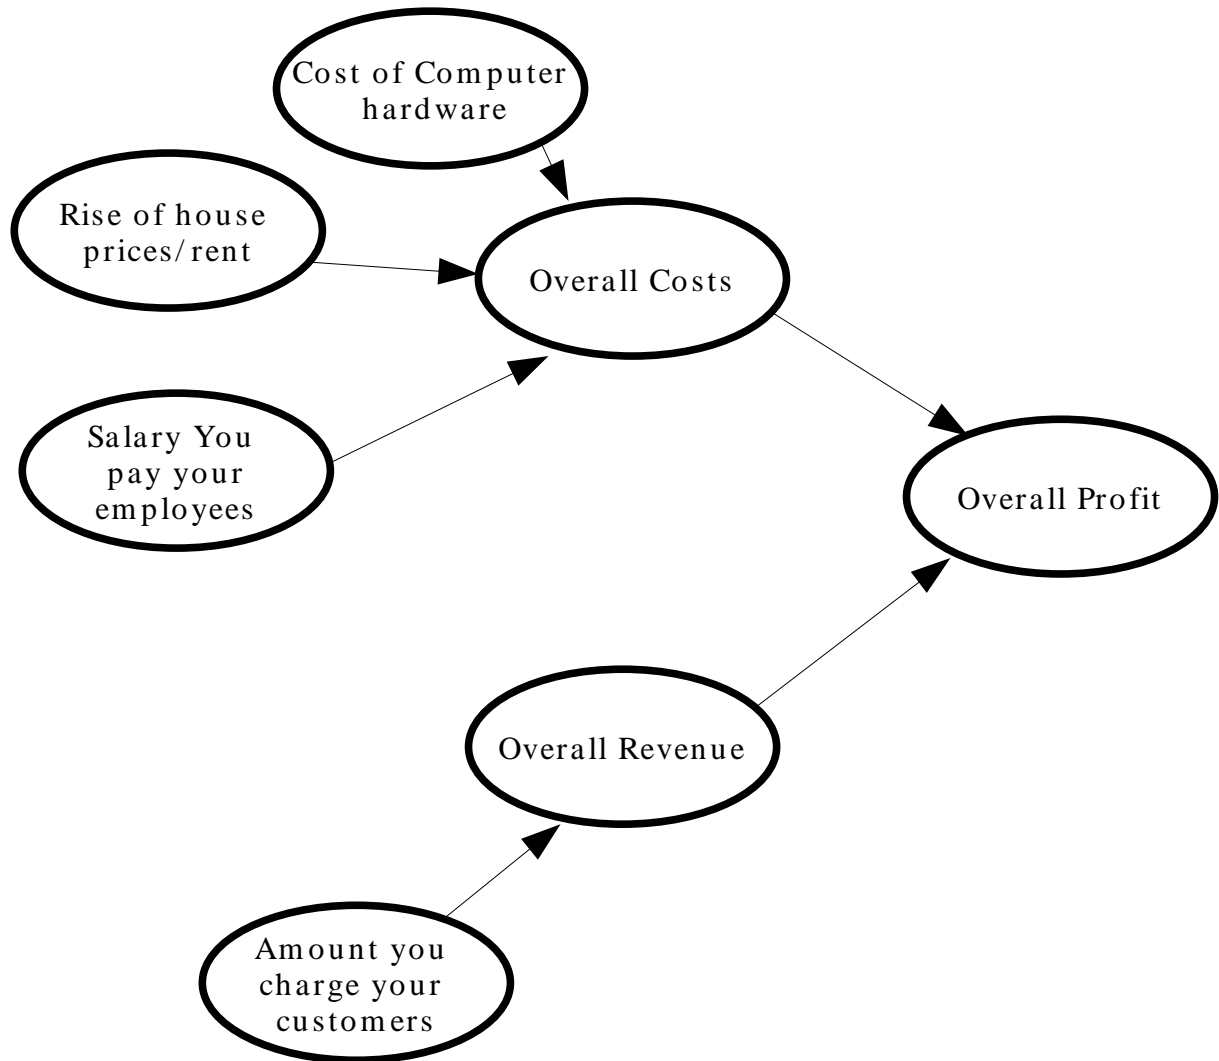 Cost of Computer
hardware
Rise of house
prices/rent
Overall Costs
Salary You
pay your
employees
Overall Profit
Overall Revenue
Amount you
charge your
customers